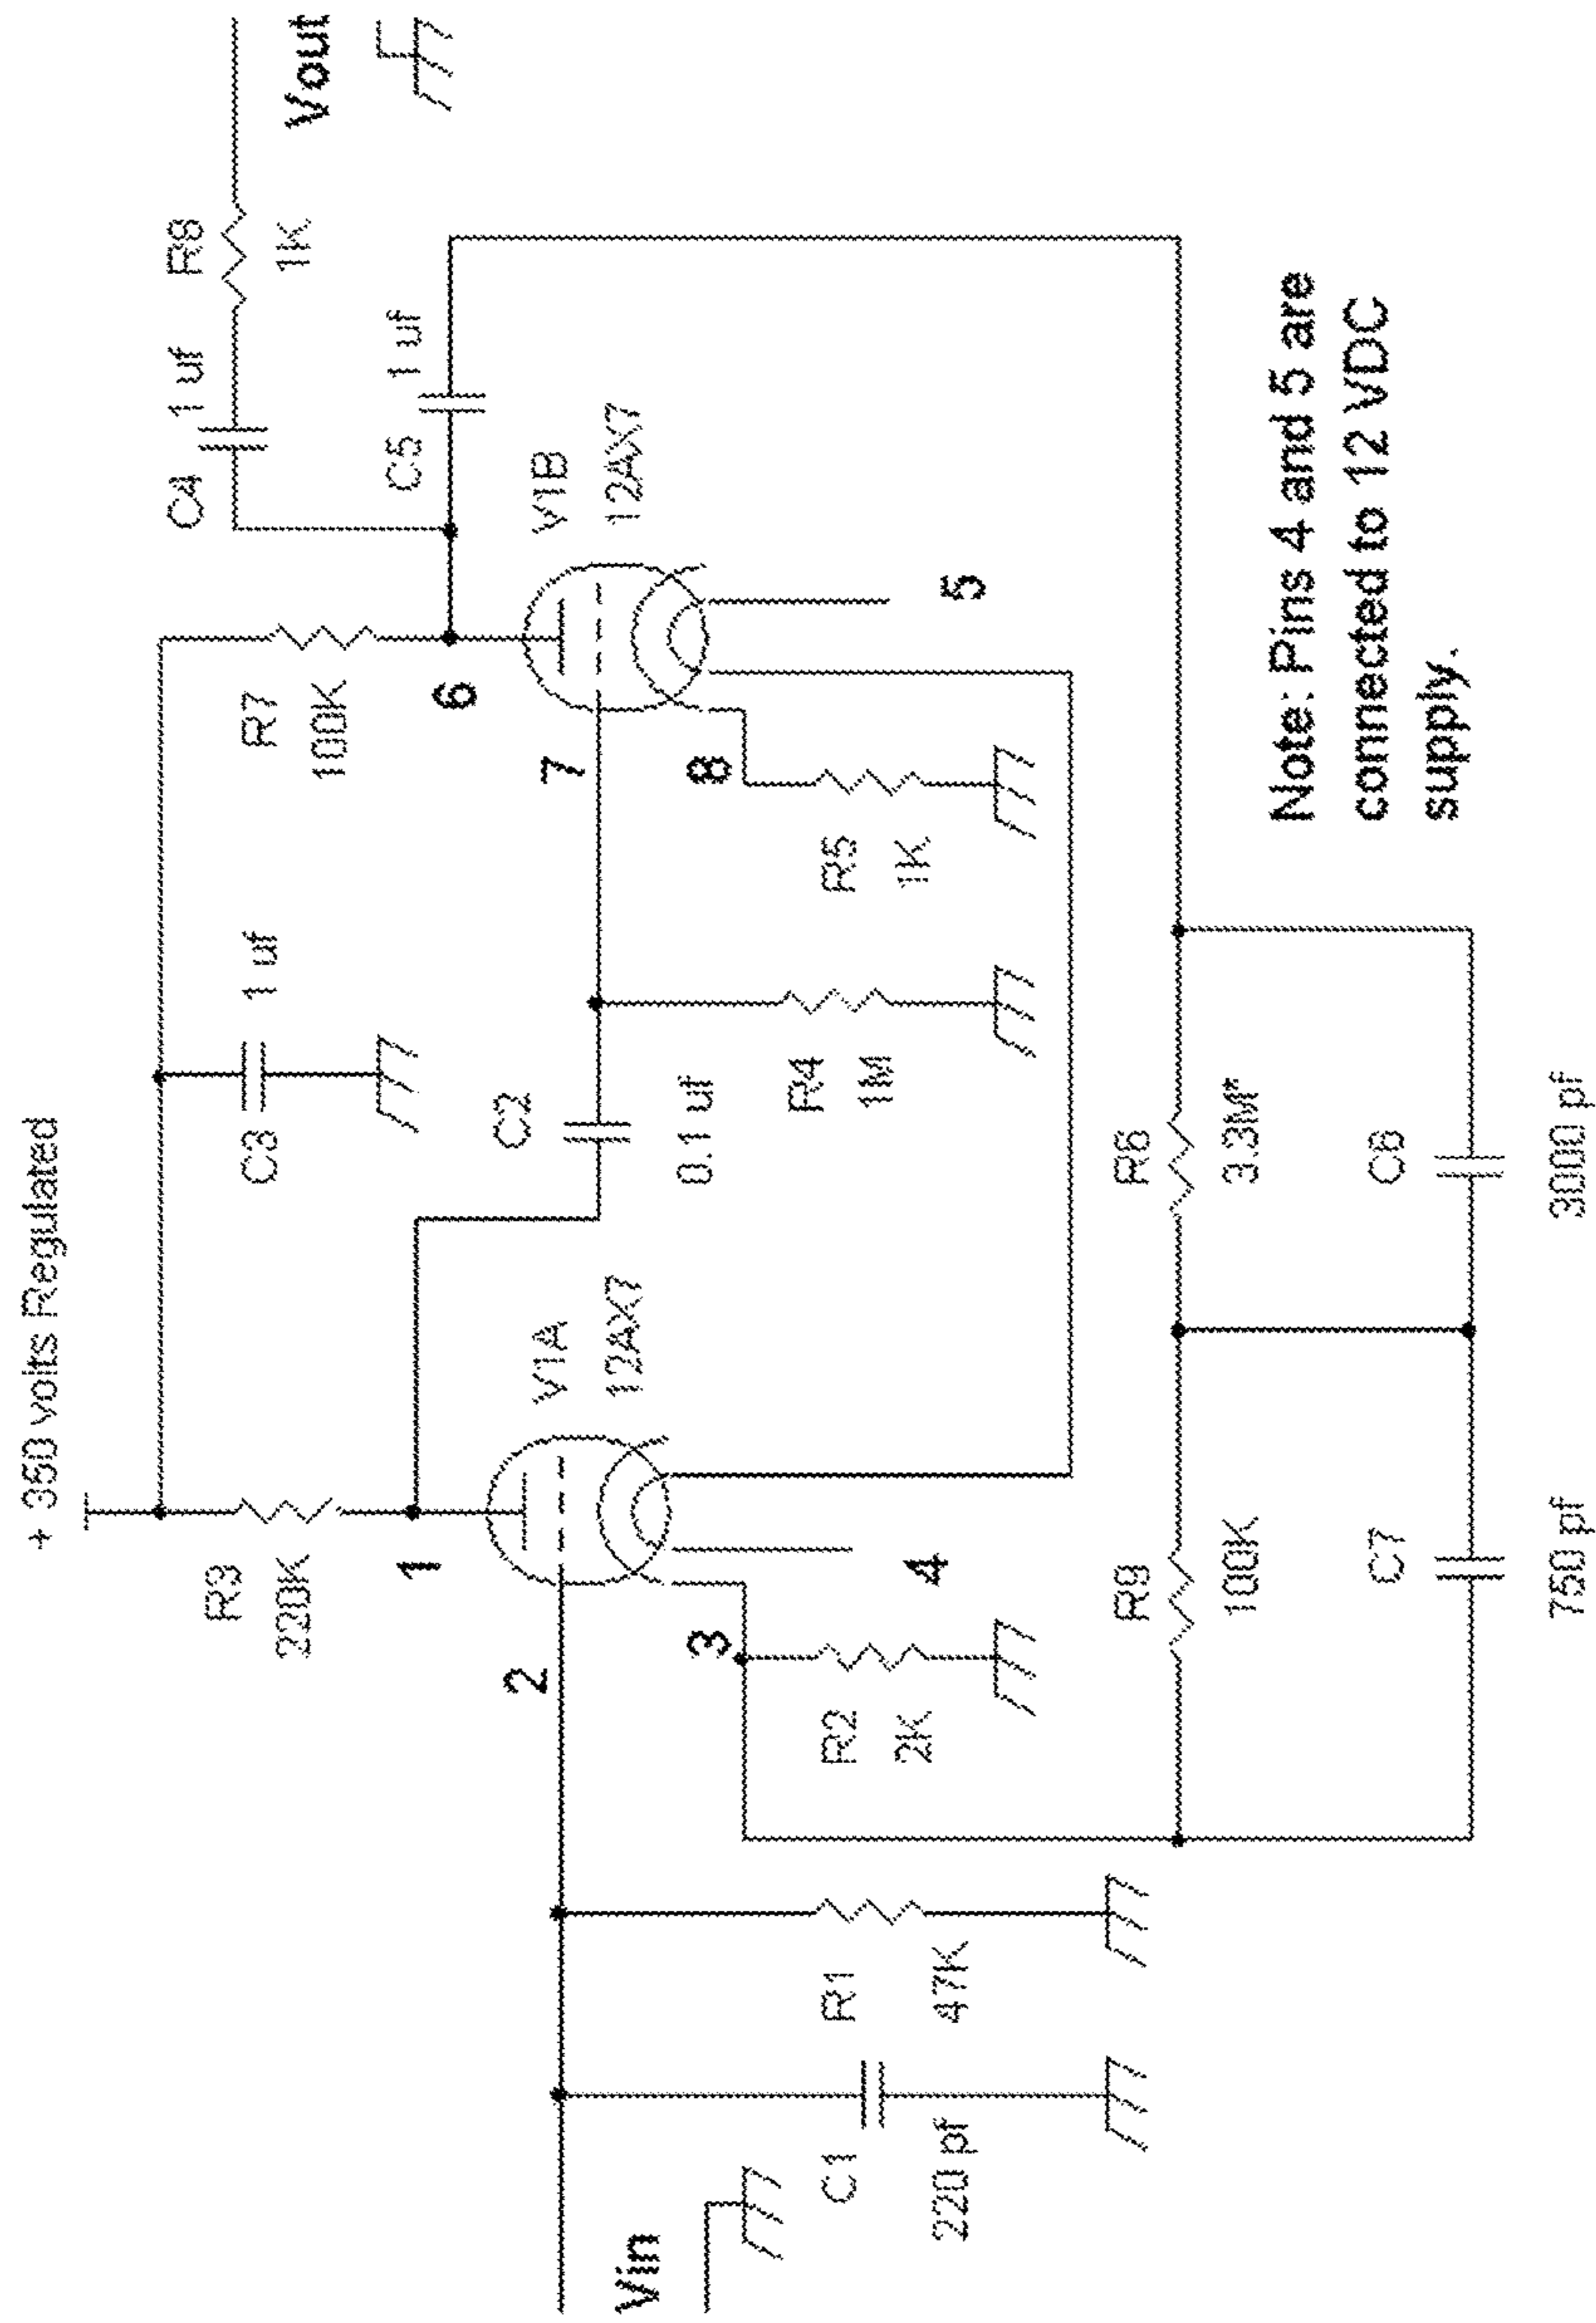 + 350 volts Regulated
R3
220K
1
C3
1 uf
R7
100K
6
C4
1 uf
R8
1K
Vout
C5
1 uf
V1A
12AX7
C2
0.1 uf
V1B
12AX7
7
2
3
4
8
5
Vin
C1
220 pf
R1
47K
R2
2K
R4
1M
R5
1K
R9
100K
R6
3.3M*
C7
750 pf
C6
3000 pf
Note: Pins 4 and 5 are
connected to 12 VDC
supply.